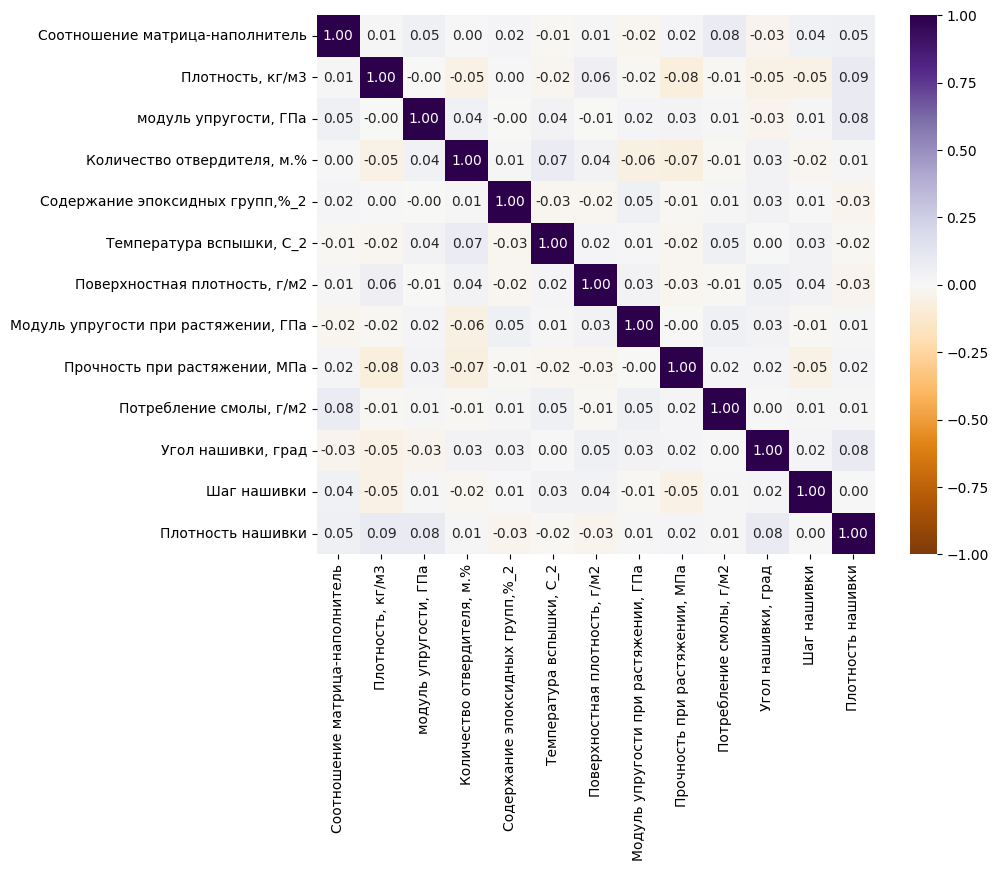 Соотношение матрица-наполнитель 1.00 0.01 0.05 0.00 0.02 -0.01 0.01 -0.02 0.02 0.08 -0.03 0.04 0.05
Плотность, кг/м3 0.01 1.00 -0.00 -0.05 0.00 -0.02 0.06 -0.02 -0.08 -0.01 -0.05 -0.05 0.09
модуль упругости, ГПа 0.05 -0.00 1.00 0.04 -0.00 0.04 -0.01 0.02 0.03 0.01 -0.03 0.01 0.08
Количество отвердителя, м.% 0.00 -0.05 0.04 1.00 0.01 0.07 0.04 -0.06 -0.07 -0.01 0.03 -0.02 0.01
Содержание эпоксидных групп,%_2 0.02 0.00 -0.00 0.01 1.00 -0.03 -0.02 0.05 -0.01 0.01 0.03 0.01 -0.03
Температура вспышки, С_2 -0.01 -0.02 0.04 0.07 -0.03 1.00 0.02 0.01 -0.02 0.05 0.00 0.03 -0.02
Поверхностная плотность, г/м2 0.01 0.06 -0.01 0.04 -0.02 0.02 1.00 0.03 -0.03 -0.01 0.05 0.04 -0.03
Модуль упругости при растяжении, ГПа -0.02 -0.02 0.02 -0.06 0.05 0.01 0.03 1.00 -0.00 0.05 0.03 -0.01 0.01
Прочность при растяжении, МПа 0.02 -0.08 0.03 -0.07 -0.01 -0.02 -0.03 -0.00 1.00 0.02 0.02 -0.05 0.02
Потребление смолы, г/м2 0.08 -0.01 0.01 -0.01 0.01 0.05 -0.01 0.05 0.02 1.00 0.00 0.01 0.01
Угол нашивки, град -0.03 -0.05 -0.03 0.03 0.03 0.00 0.05 0.03 0.02 0.00 1.00 0.02 0.08
Шаг нашивки 0.04 -0.05 0.01 -0.02 0.01 0.03 0.04 -0.01 -0.05 0.01 0.02 1.00 0.00
Плотность нашивки 0.05 0.09 0.08 0.01 -0.03 -0.02 -0.03 0.01 0.02 0.01 0.08 0.00 1.00
Соотношение матрица-наполнитель
Плотность, кг/м3
модуль упругости, ГПа
Количество отвердителя, м.%
Содержание эпоксидных групп,%_2
Температура вспышки, С_2
Поверхностная плотность, г/м2
Модуль упругости при растяжении, ГПа
Прочность при растяжении, МПа
Потребление смолы, г/м2
Угол нашивки, град
Шаг нашивки
Плотность нашивки
1.00
0.75
0.50
0.25
0.00
−0.25
−0.50
−0.75
−1.00